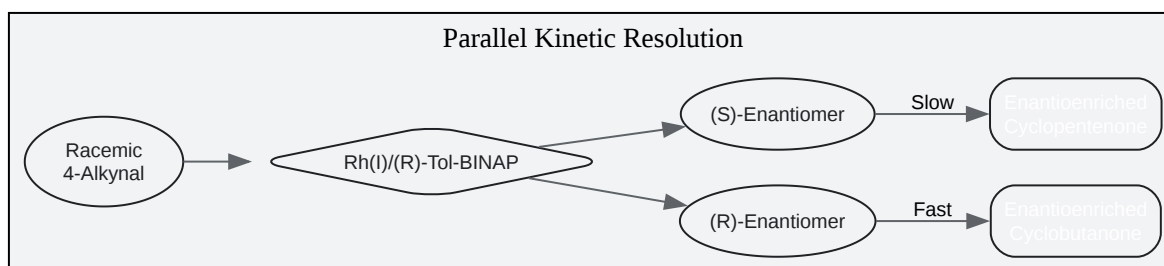 Parallel Kinetic Resolution
Racemic
4-Alkynal
Rh(I)/(R)-Tol-BINAP
(S)-Enantiomer
Slow
Enantioenriched
Cyclopentenone
(R)-Enantiomer
Fast
Enantioenriched
Cyclobutanone